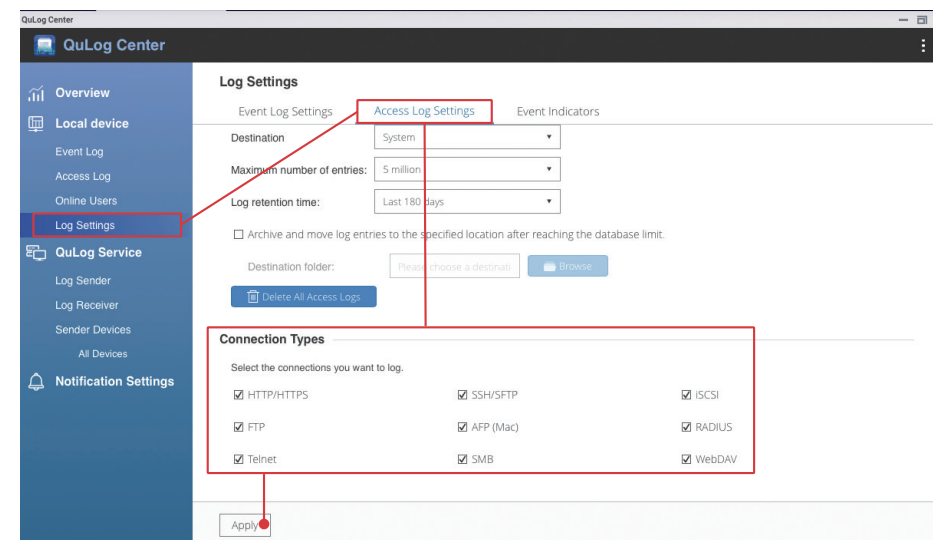 QuLog Center
QuLog Center
Overview
Local device
Event Log
Access Log
Online Users
Log Settings
QuLog Service
Log Sender
Log Receiver
Sender Devices
All Devices
Notification Settings
Log Settings
Event Log Settings Access Log Settings Event Indicators
Destination System
Maximum number of entries: 5 million
Log retention time: Last 180 days
Archive and move log entries to the specified location after reaching the database limit.
Destination folder: Please choose a destinati Browse
Delete All Access Logs
Connection Types
Select the connections you want to log.
HTTP/HTTPS SSH/SFTP iSCSI
FTP AFP (Mac) RADIUS
Telnet SMB WebDAV
Apply